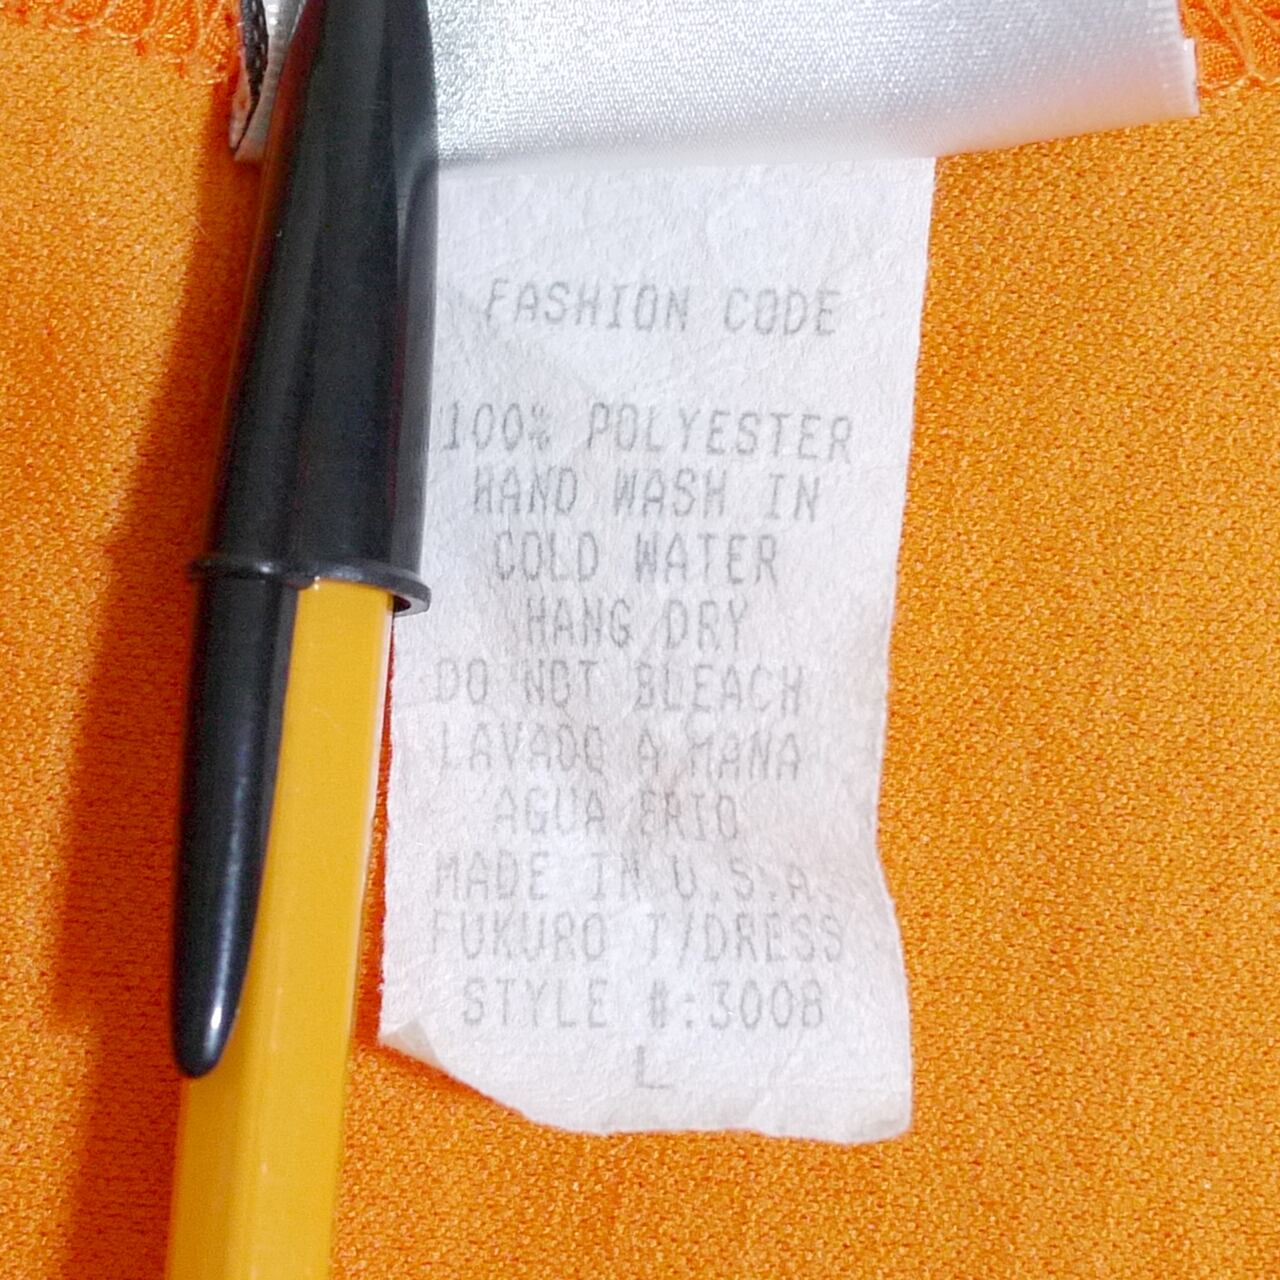 FASHION CODE
100% POLYESTER
HAND WASH IN
COLD WATER
HANG DRY
DO NOT BLEACH
LAVADO A MANA
AGUA FRIO
MADE IN U.S.A.
FUKURO T/DRESS
STYLE #:3008
L